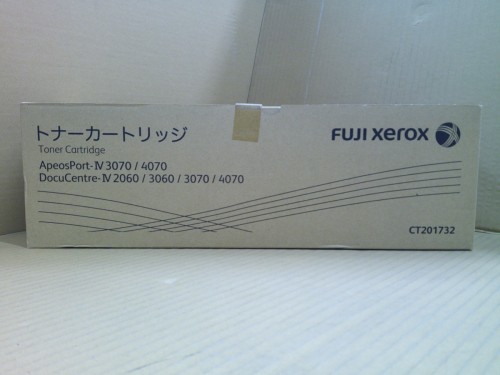 トナーカートリッジ
Toner Cartridge
ApeosPort-Ⅳ 3070 / 4070
DocuCentre-Ⅳ 2060 / 3060 / 3070 / 4070
FUJI xerox
CT201732